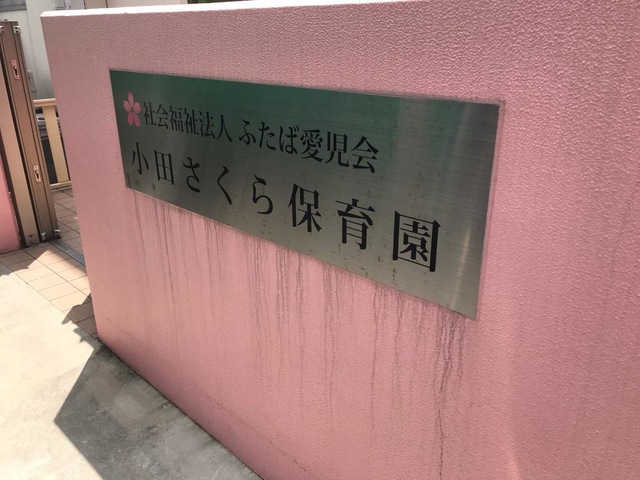 社会福祉法人 ふたば愛児会
小田さくら保育園